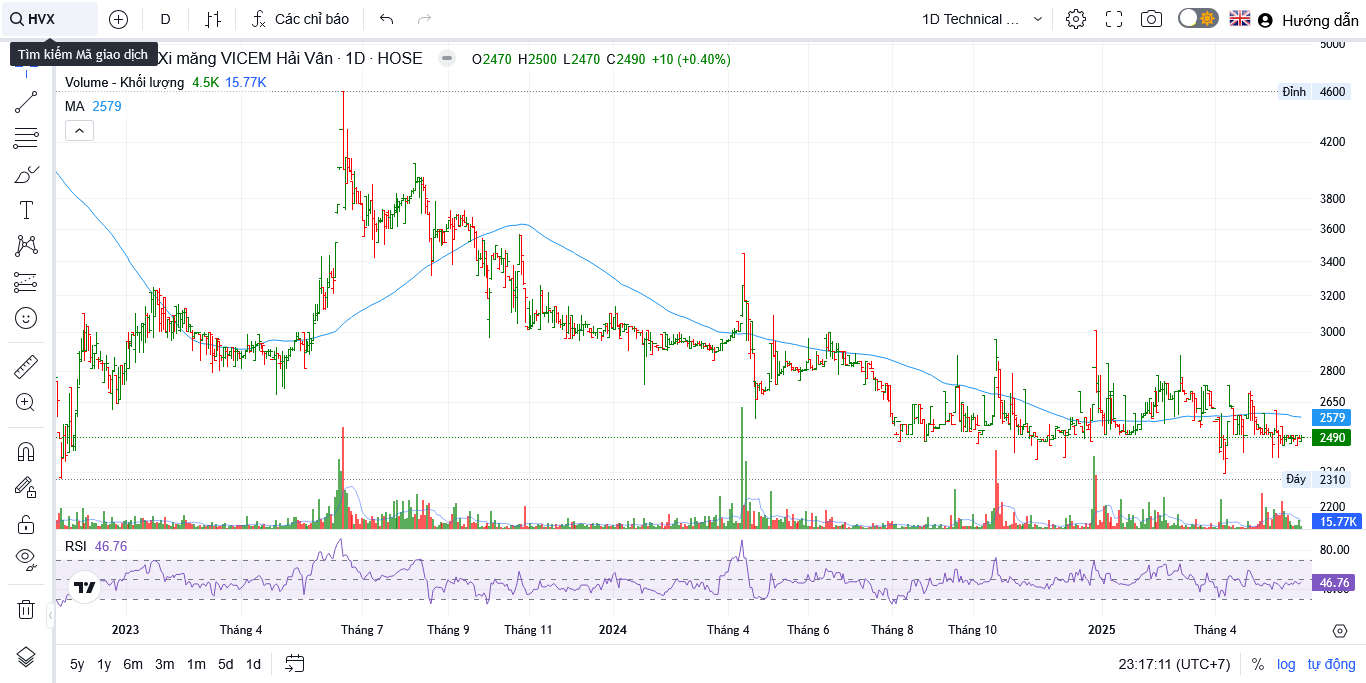 HVX
D
Các chỉ báo
1D Technical ...
Hướng dẫn
Tìm kiếm Mã giao dịch
Xi măng VICEM Hải Vân · 1D · HOSE
O2470 H2500 L2470 C2490 +10 (+0.40%)
Volume - Khối lượng 4.5K 15.77K
MA 2579
5000
Đỉnh 4600
4200
3800
3600
3400
3200
3000
2800
2650
2579
2490
2340
Đáy 2310
2200
15.77K
RSI 46.76
80.00
46.76
2023 Tháng 4 Tháng 7 Tháng 9 Tháng 11 2024 Tháng 4 Tháng 6 Tháng 8 Tháng 10 2025 Tháng 4
5y 1y 6m 3m 1m 5d 1d
23:17:11 (UTC+7) % log tự động